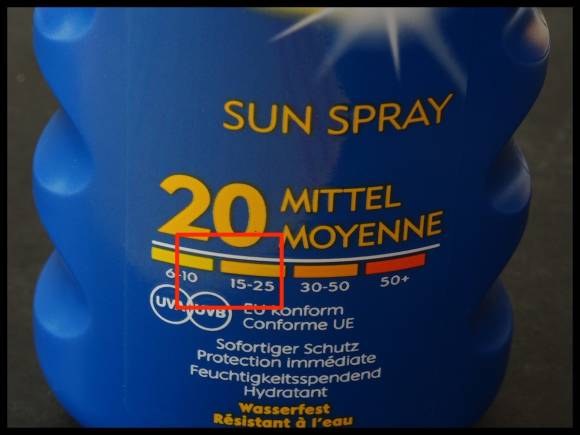 SUN SPRAY
20 MITTEL
MOYENNE
6-10 15-25 30-50 50+
UVA UVB EU Konform
Conforme UE
Sofortiger Schutz
Protection immédiate
Feuchtigkeitsspendend
Hydratant
Wasserfest
Résistant à l'eau